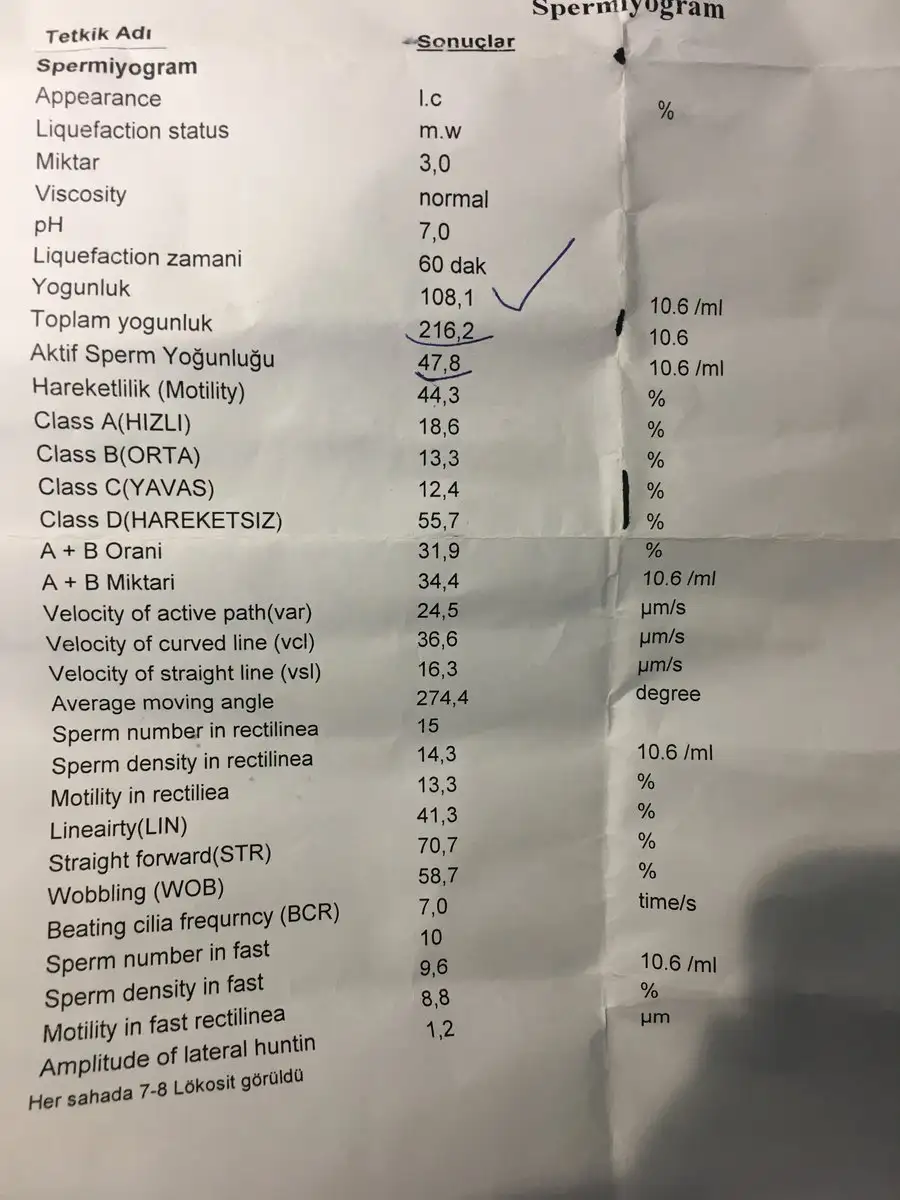 Spermiyogram
Tetkik Adı Sonuçlar
Spermiyogram
Appearance I.c %
Liquefaction status m.w
Miktar 3,0
Viscosity normal
pH 7,0
Liquefaction zamani 60 dak
Yogunluk 108,1 10.6 /ml
Toplam yogunluk 216,2 10.6
Aktif Sperm Yoğunluğu 47,8 10.6 /ml
Hareketlilik (Motility) 44,3 %
Class A(HIZLI) 18,6 %
Class B(ORTA) 13,3 %
Class C(YAVAS) 12,4 %
Class D(HAREKETSIZ) 55,7 %
A + B Orani 31,9 %
A + B Miktari 34,4 10.6 /ml
Velocity of active path(var) 24,5 µm/s
Velocity of curved line (vcl) 36,6 µm/s
Velocity of straight line (vsl) 16,3 µm/s
Average moving angle 274,4 degree
Sperm number in rectilinea 15
Sperm density in rectilinea 14,3 10.6 /ml
Motility in rectiliea 13,3 %
Lineairty(LIN) 41,3 %
Straight forward(STR) 70,7 %
Wobbling (WOB) 58,7 %
Beating cilia frequrncy (BCR) 7,0 time/s
Sperm number in fast 10
Sperm density in fast 9,6 10.6 /ml
Motility in fast rectilinea 8,8 %
Amplitude of lateral huntin 1,2 µm
Her sahada 7-8 Lökosit görüldü